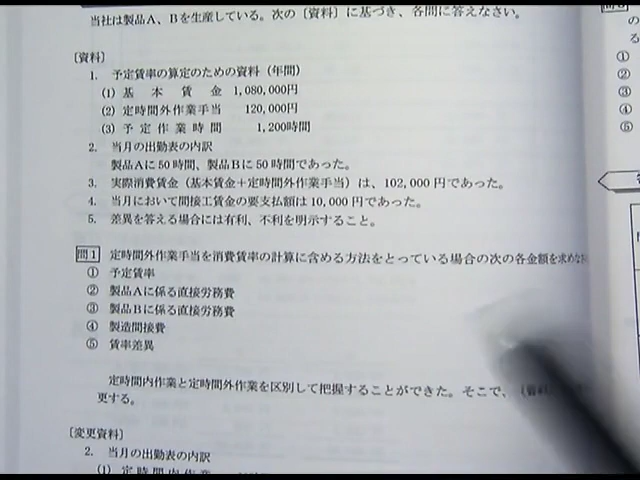 当社は製品A、Bを生産している。次の〔資料〕に基づき、各問に答えなさい。
〔資料〕
1. 予定賃率の算定のための資料（年間）
(1) 基本賃金 1,080,000円
(2) 定時間外作業手当 120,000円
(3) 予定作業時間 1,200時間
2. 当月の出勤表の内訳
製品Aに50時間、製品Bに50時間であった。
3. 実際消費賃金（基本賃金＋定時間外作業手当）は、102,000円であった。
4. 当月において間接工賃金の要支払額は10,000円であった。
5. 差異を答える場合には有利、不利を明示すること。
問1 定時間外作業手当を消費賃率の計算に含める方法をとっている場合の次の各金額を求め
① 予定賃率
② 製品Aに係る直接労務費
③ 製品Bに係る直接労務費
④ 製造間接費
⑤ 賃率差異
定時間内作業と定時間外作業を区別して把握することができた。そこで、
更する。
〔変更資料〕
2. 当月の出勤表の内訳
(1) 定時間内作業
の
る
①
②
③
④
⑤